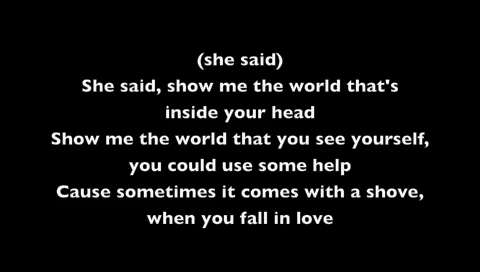 (she said)
She said, show me the world that's
inside your head
Show me the world that you see yourself,
you could use some help
Cause sometimes it comes with a shove,
when you fall in love